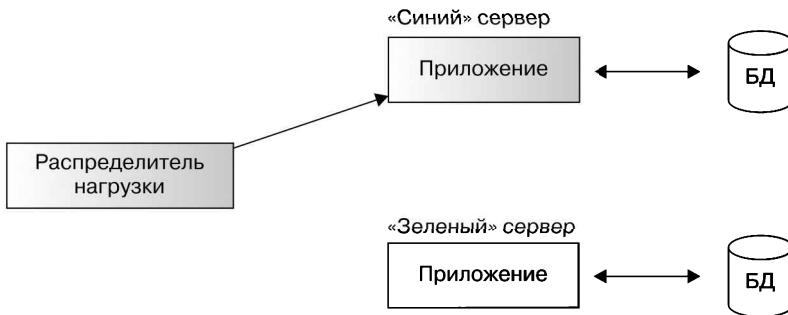 «Синий» сервер
Приложение
БД
Распределитель
нагрузки
«Зеленый» сервер
Приложение
БД